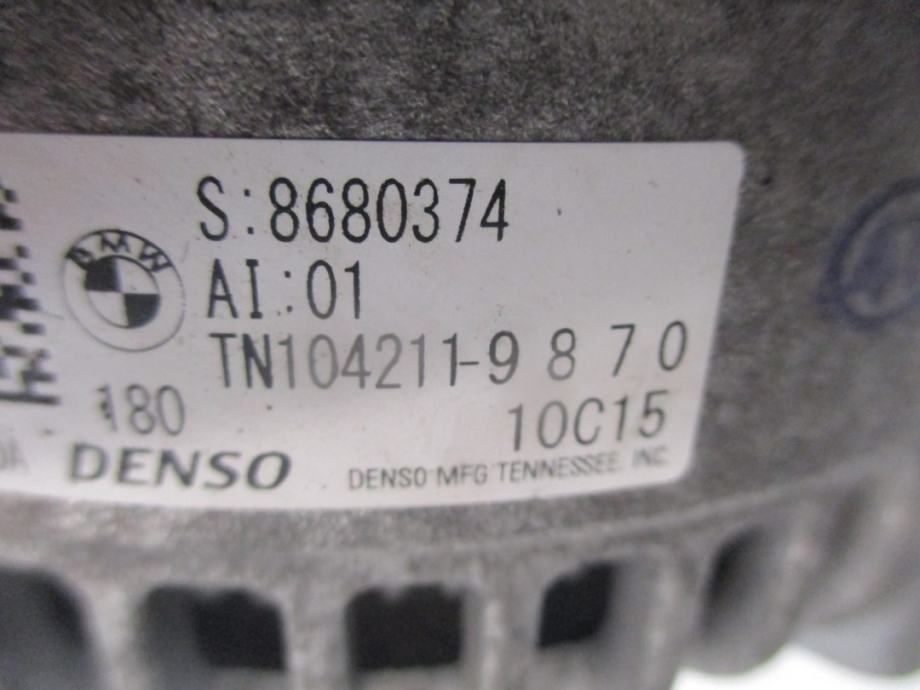 S:8680374
BMW
AI:01
TN104211-9870
180
10C15
DENSO
DENSO MFG TENNESSEE, INC